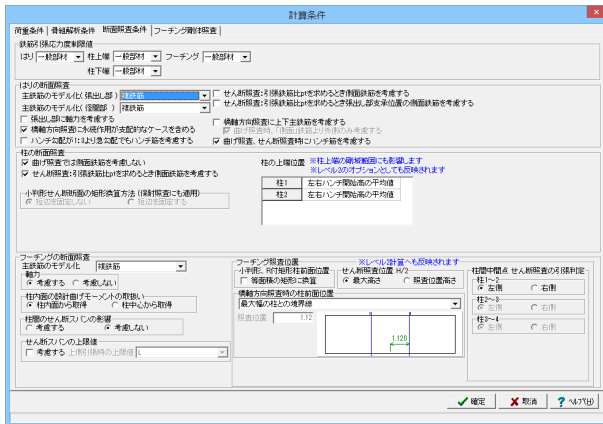 計算条件
荷重条件 骨組解析条件 断面照査条件 フーチング剛体照査
鉄筋引張応力度制限値
はり 一般部材 柱上端 一般部材 フーチング 一般部材
柱下端 一般部材
はりの断面照査
主鉄筋のモデル化(張出し部) 複鉄筋
主鉄筋のモデル化(径間部) 複鉄筋
張出し部に軸力を考慮する
橋軸方向照査に永続作用が支配的なケースを含める
ハンチ勾配が1:3より急勾配でもハンチ筋を考慮する
せん断照査:引張鉄筋比ptを求めるとき側面鉄筋を考慮する
せん断照査:引張鉄筋比ptを求めるとき張出し部支承位置の側面鉄筋を考慮する
橋軸方向照査に上下主鉄筋を考慮する
曲げ照査時、「側面」鉄筋より外側のみ考慮する
曲げ照査、せん断照査時にハンチ筋を考慮する
柱の断面照査
曲げ照査では側面鉄筋を考慮しない
せん断照査:引張鉄筋比ptを求めるとき側面鉄筋を考慮する
小判形せん断断面の矩形換算方法 (保耐照査にも適用)
短辺を固定しない 短辺を固定する
柱の上端位置 ※柱上端の剛域範囲にも影響します
※レベル2のオプションとしても反映されます
柱1 左右ハンチ開始高の平均値
柱2 左右ハンチ開始高の平均値
フーチングの断面照査
主鉄筋のモデル化 複鉄筋
軸力
考慮する 考慮しない
柱内面の設計曲げモーメントの取扱い
柱内面から取得 柱中心から取得
柱間のせん断スパンの影響
考慮する 考慮しない
せん断スパンの上限値
考慮する 上側引張時の上限値 L
フーチング照査位置 ※レベル2計算へも反映されます
小判形、R付矩形柱前面位置
等面積の矩形に換算
せん断照査位置 H/2
最大高さ 照査位置高さ
橋軸方向照査時の柱前面位置
最大幅の柱との境界線
照査位置 1.12
1.120
柱間中間点 せん断照査の引張判定
柱1~2
左側 右側
柱2~3
左側 右側
柱3~4
左側 右側
確定 取消 ヘルプ(H)